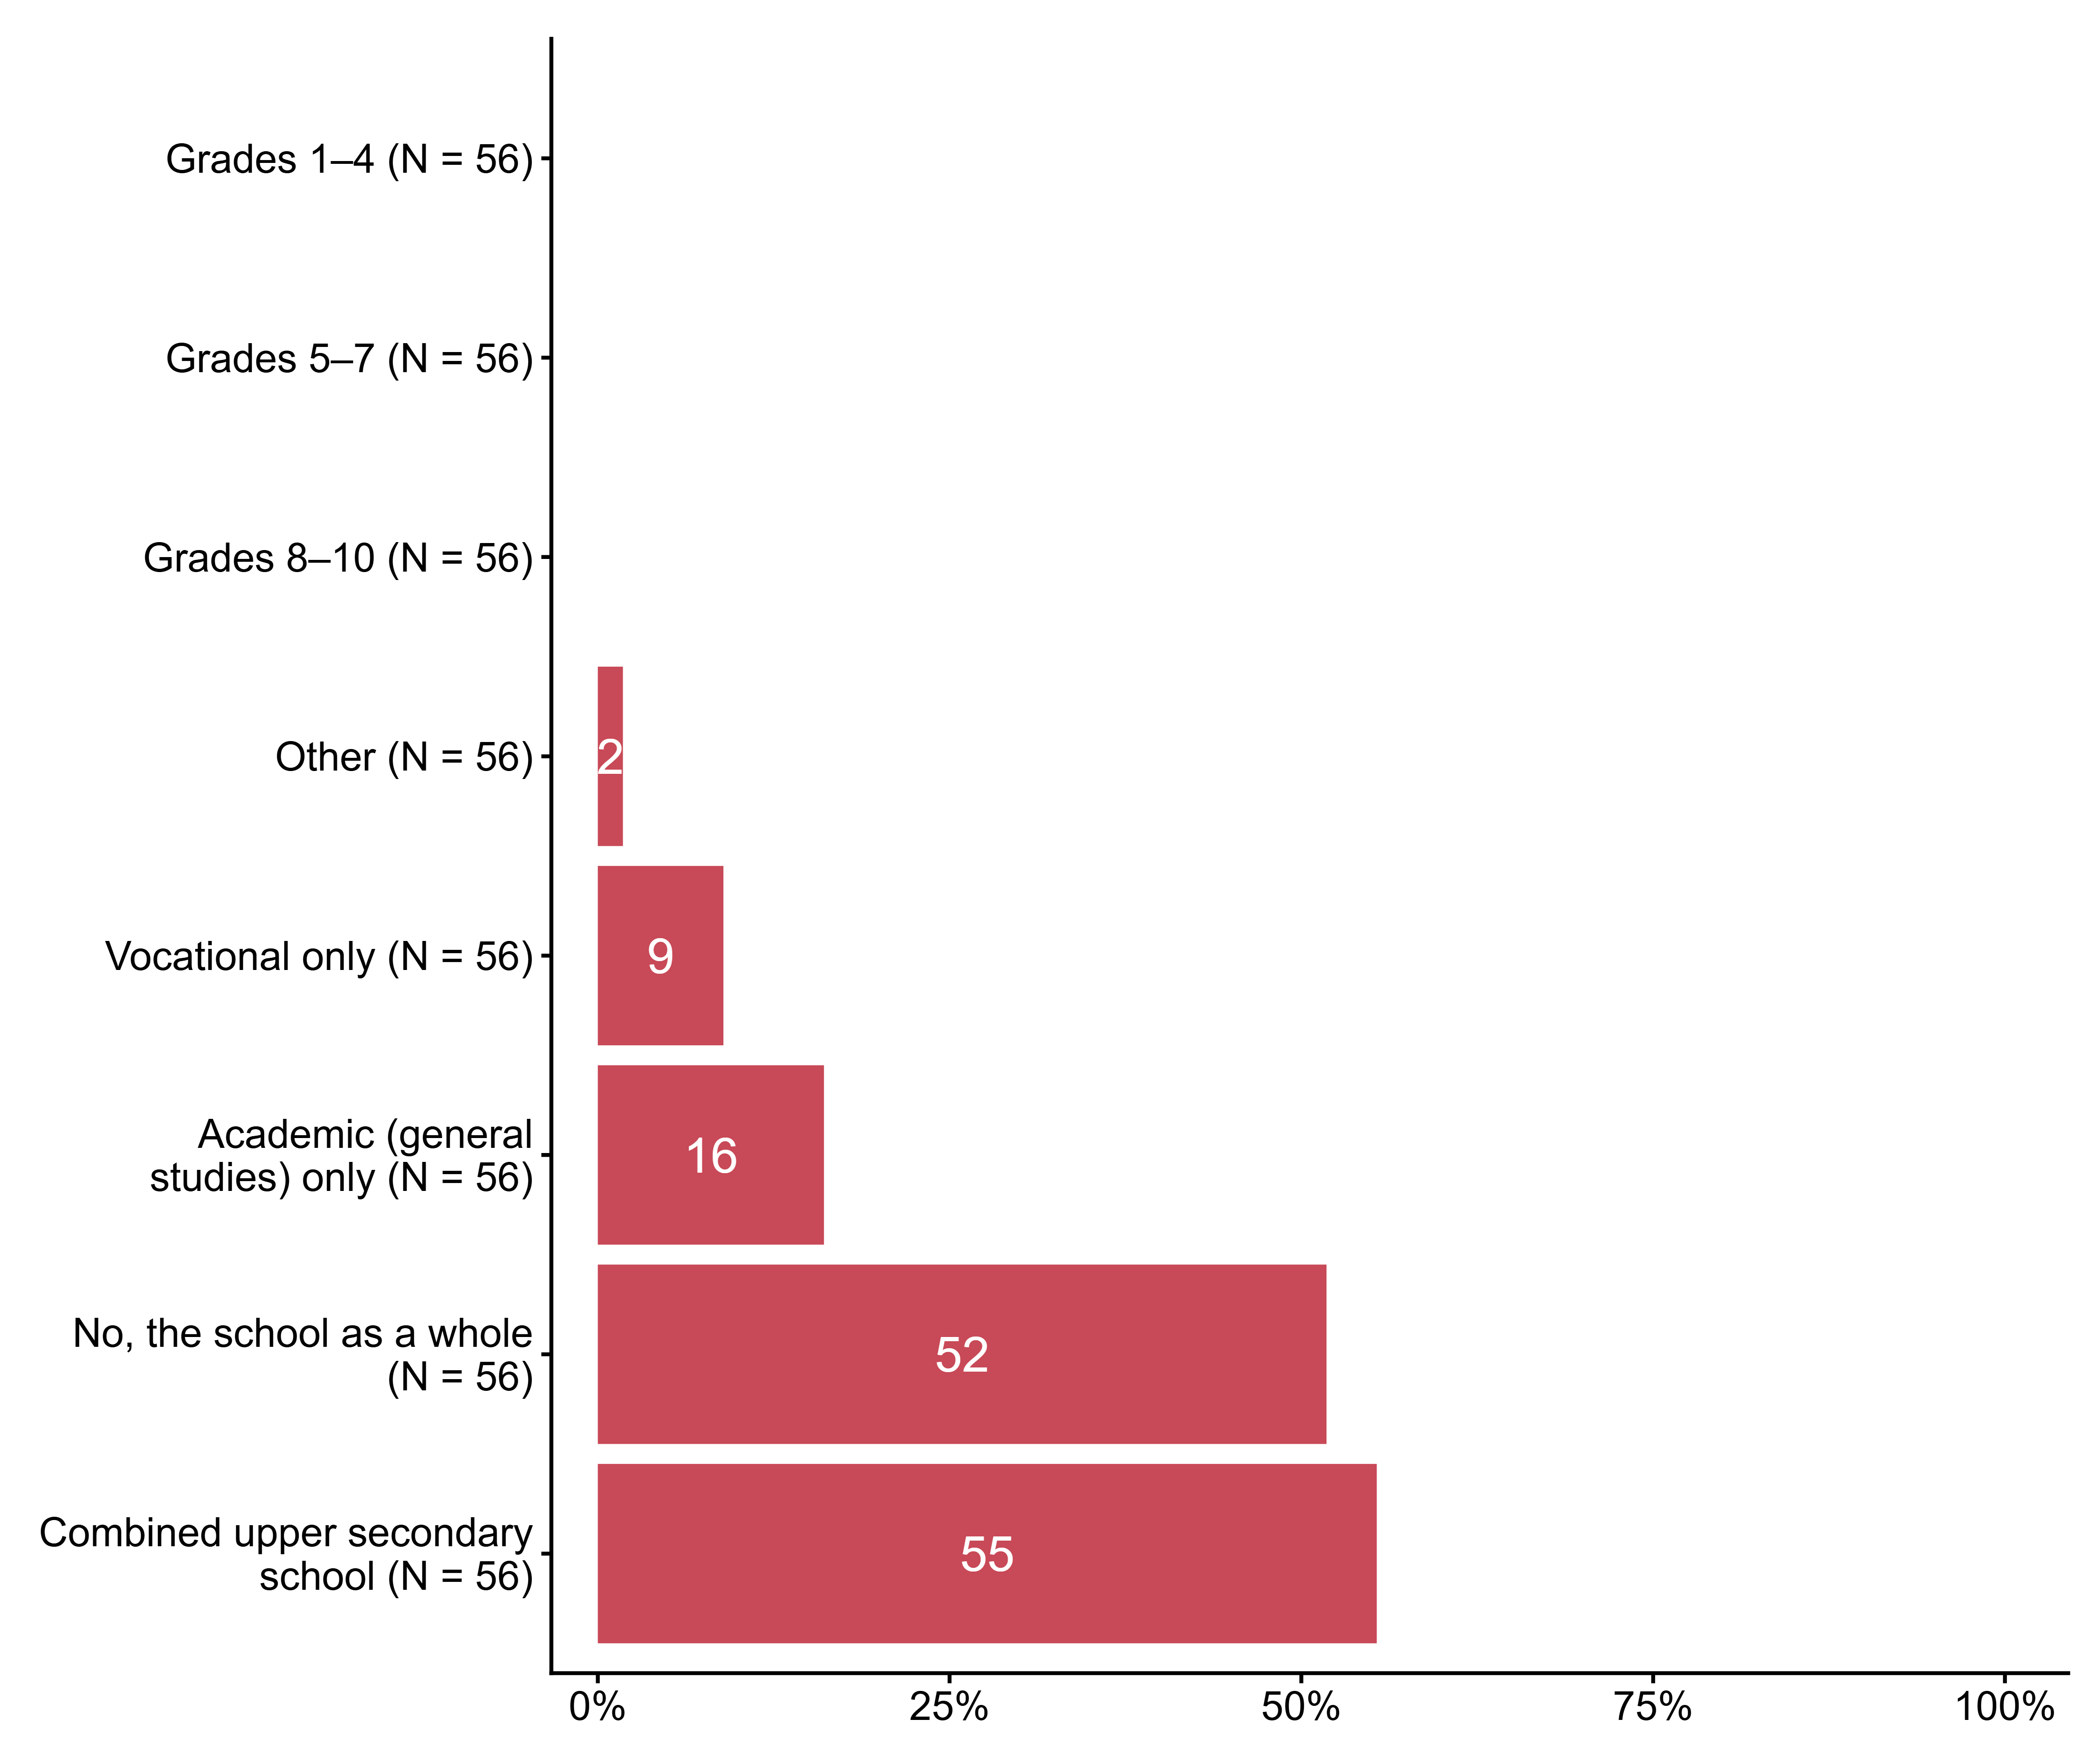 Grades 1–4 (N = 56)
Grades 5–7 (N = 56)
Grades 8–10 (N = 56)
Other (N = 56)
2
Vocational only (N = 56)
9
Academic (general
studies) only (N = 56)
16
No, the school as a whole
(N = 56)
52
Combined upper secondary
school (N = 56)
55
0% 25% 50% 75% 100%